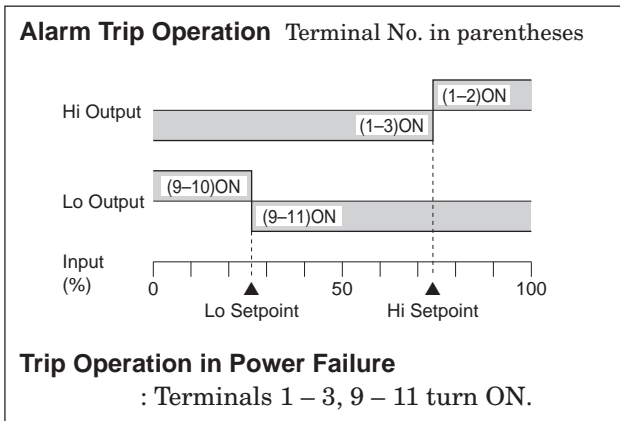 Alarm Trip Operation Terminal No. in parentheses
(1–2)ON
Hi Output
(1–3)ON
(9–10)ON
Lo Output
(9–11)ON
Input
(%)
0 50 100
Lo Setpoint Hi Setpoint
Trip Operation in Power Failure
: Terminals 1 – 3, 9 – 11 turn ON.